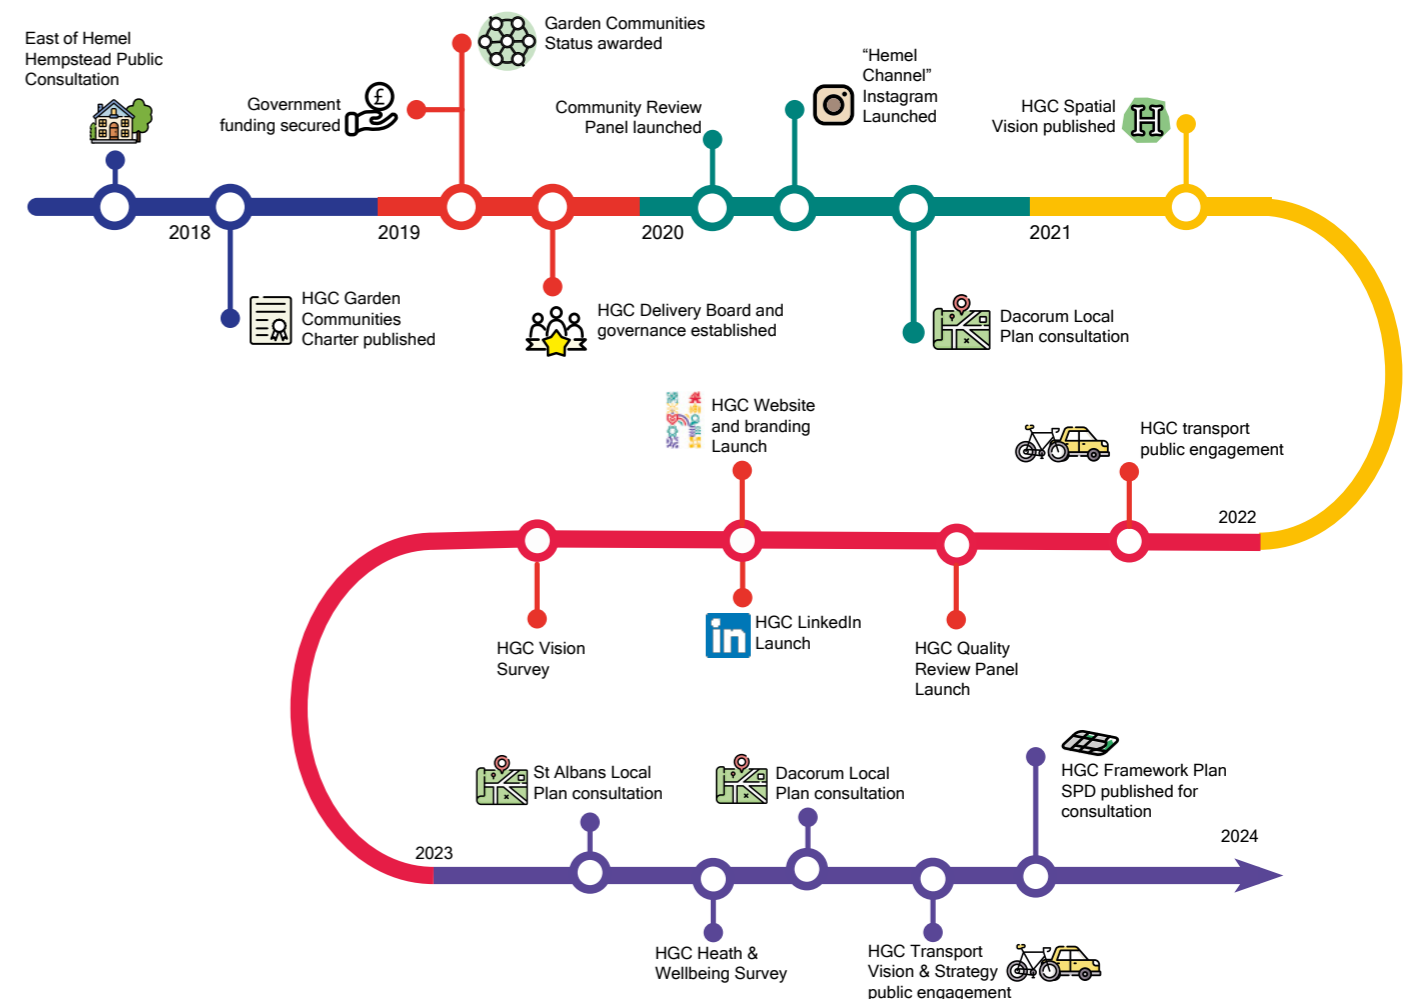 East of Hemel
Hempstead Public
Consultation
Government
funding secured
£
Garden Communities
Status awarded
Community Review
Panel launched
“Hemel
Channel”
Instagram
Launched
HGC Spatial
Vision published
H
2018
2019
2020
2021
HGC Garden
Communities
Charter published
HGC Delivery Board and
governance established
Dacorum Local
Plan consultation
HGC Website
and branding
Launch
HGC transport
public engagement
2022
HGC Vision
Survey
in
HGC LinkedIn
Launch
HGC Quality
Review Panel
Launch
St Albans Local
Plan consultation
Dacorum Local
Plan consultation
HGC Framework Plan
SPD published for
consultation
2023
2024
HGC Heath &
Wellbeing Survey
HGC Transport
Vision & Strategy
public engagement